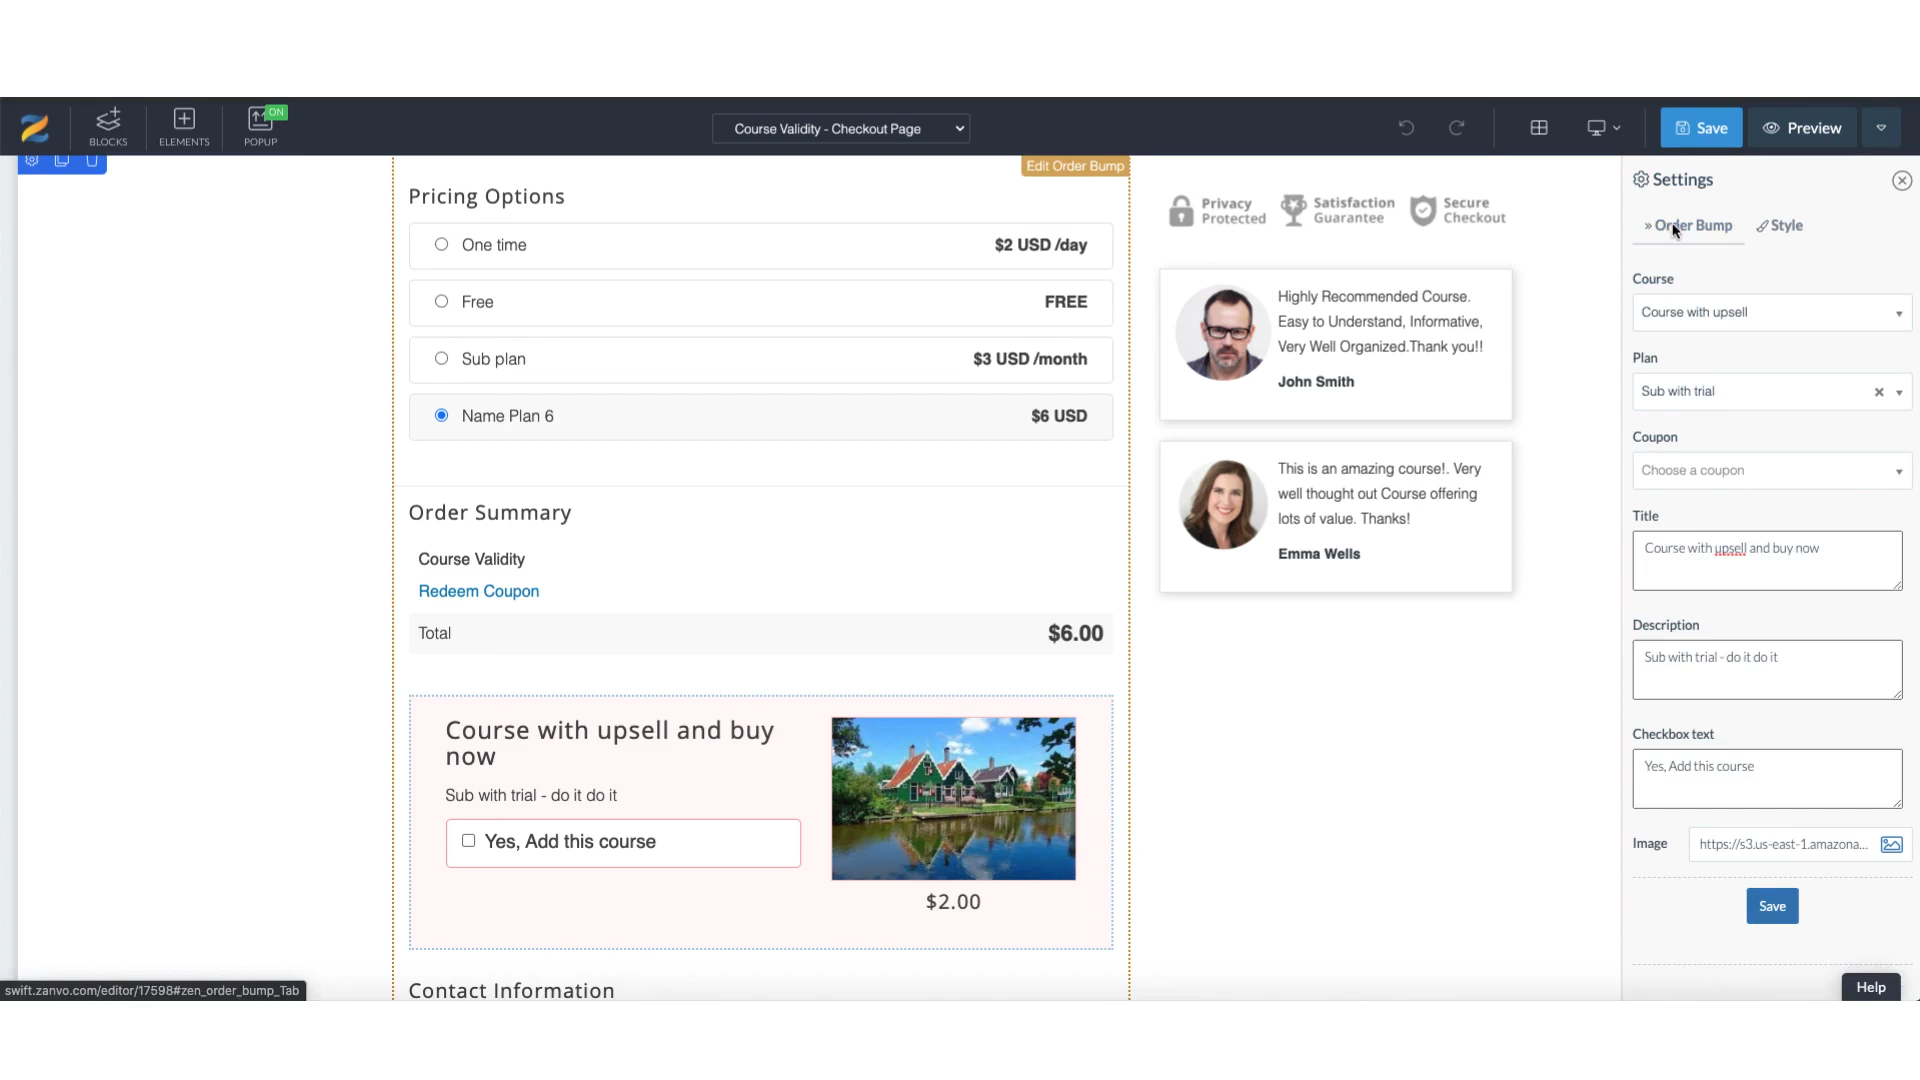 BLOCKS
ELEMENTS
ON
POPUP
Course Validity - Checkout Page
Save
Preview
Edit Order Bump
Pricing Options
One time $2 USD /day
Free FREE
Sub plan $3 USD /month
Name Plan 6 $6 USD
Order Summary
Course Validity
Redeem Coupon
Total $6.00
Course with upsell and buy
now
Sub with trial - do it do it
Yes, Add this course
$2.00
Contact Information
Privacy
Protected
Satisfaction
Guarantee
Secure
Checkout
Highly Recommended Course.
Easy to Understand, Informative,
Very Well Organized.Thank you!!
John Smith
This is an amazing course!. Very
well thought out Course offering
lots of value. Thanks!
Emma Wells
Settings
» Order Bump Style
Course
Course with upsell
Plan
Sub with trial
Coupon
Choose a coupon
Title
Course with upsell and buy now
Description
Sub with trial - do it do it
Checkbox text
Yes, Add this course
Image https://s3.us-east-1.amazona...
Save
Help
swift.zanvo.com/editor/17598#zen_order_bump_Tab